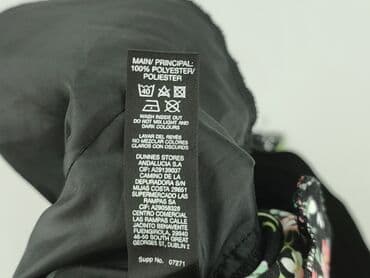 MAIN/ PRINCIPAL:
100% POLYESTER/
POLIESTER
40
WASH INSIDE OUT
DO NOT MIX LIGHT AND
DARK COLOURS
LAVAR DEL REVÉS
NO MEZCLAR COLORES
CLAROS CON OSCUROS
DUNNES STORES
ANDALUCIA S.A
CIF: A29139037
CAMINO DE LA
DEPURADORA S/N
MIJAS COSTA 29651
SUPERMERCADO LAS
RAMPAS SA
CIF: A29058328
CENTRO COMERCIAL
LAS RAMPAS CALLE
JACINTO BENAVENTE
FUENGIROLA, 29640
46-50 SOUTH GREAT
GEORGES ST, DUBLIN 2
Supp No. 07271